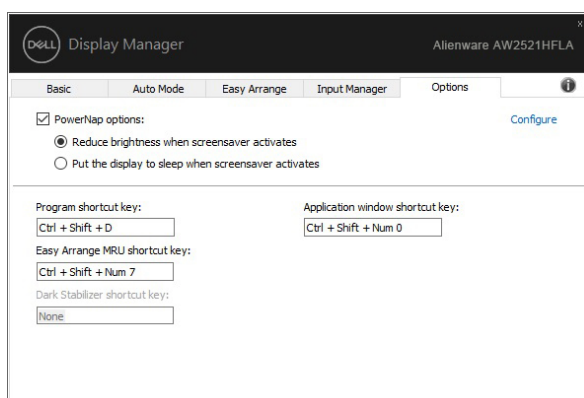 DELL Display Manager
Alienware AW2521HFLA
x
Basic
Auto Mode
Easy Arrange
Input Manager
Options
i
PowerNap options:
Configure
Reduce brightness when screensaver activates
Put the display to sleep when screensaver activates
Program shortcut key:
Application window shortcut key:
Ctrl + Shift + D
Ctrl + Shift + Num 0
Easy Arrange MRU shortcut key:
Ctrl + Shift + Num 7
Dark Stabilizer shortcut key:
None